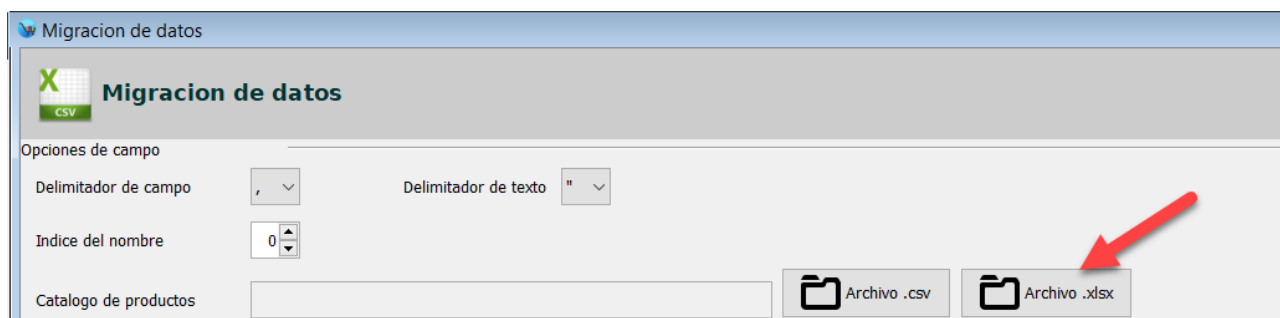 Migracion de datos
X
CSV
Migracion de datos
Opciones de campo
Delimitador de campo , Delimitador de texto "
Indice del nombre 0
Catalogo de productos Archivo .csv Archivo .xlsx